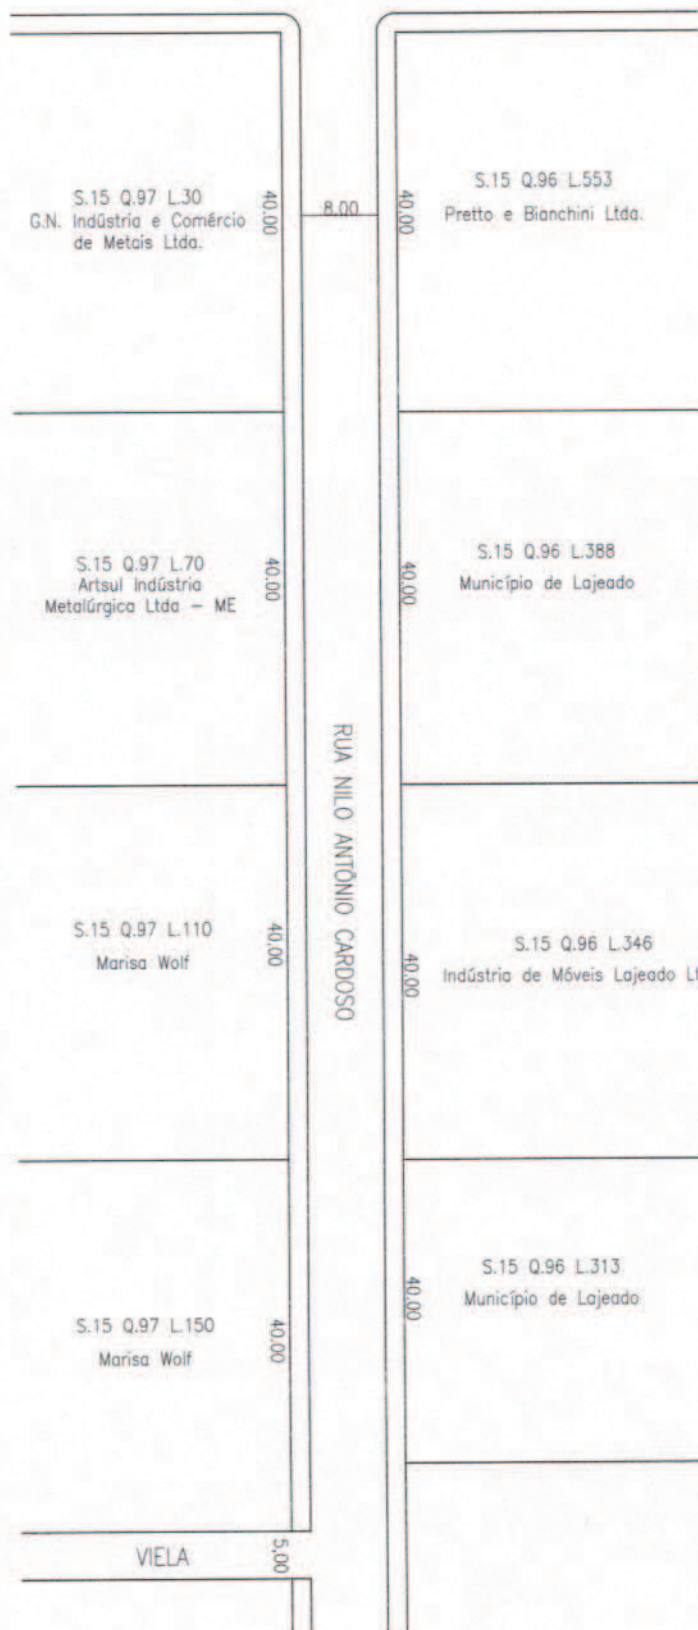 S.15 Q.97 L.30
G.N. Indústria e Comércio
de Metais Ltda.
40.00
8.00
40.00
S.15 Q.96 L.553
Pretto e Bianchini Ltda.
S.15 Q.97 L.70
Artsul Indústria
Metalúrgica Ltda – ME
40.00
40.00
S.15 Q.96 L.388
Município de Lajeado
RUA NILO ANTÔNIO CARDOSO
S.15 Q.97 L.110
Marisa Wolf
40.00
40.00
S.15 Q.96 L.346
Indústria de Móveis Lajeado Lt
S.15 Q.97 L.150
Marisa Wolf
40.00
40.00
S.15 Q.96 L.313
Município de Lajeado
VIELA
5,00